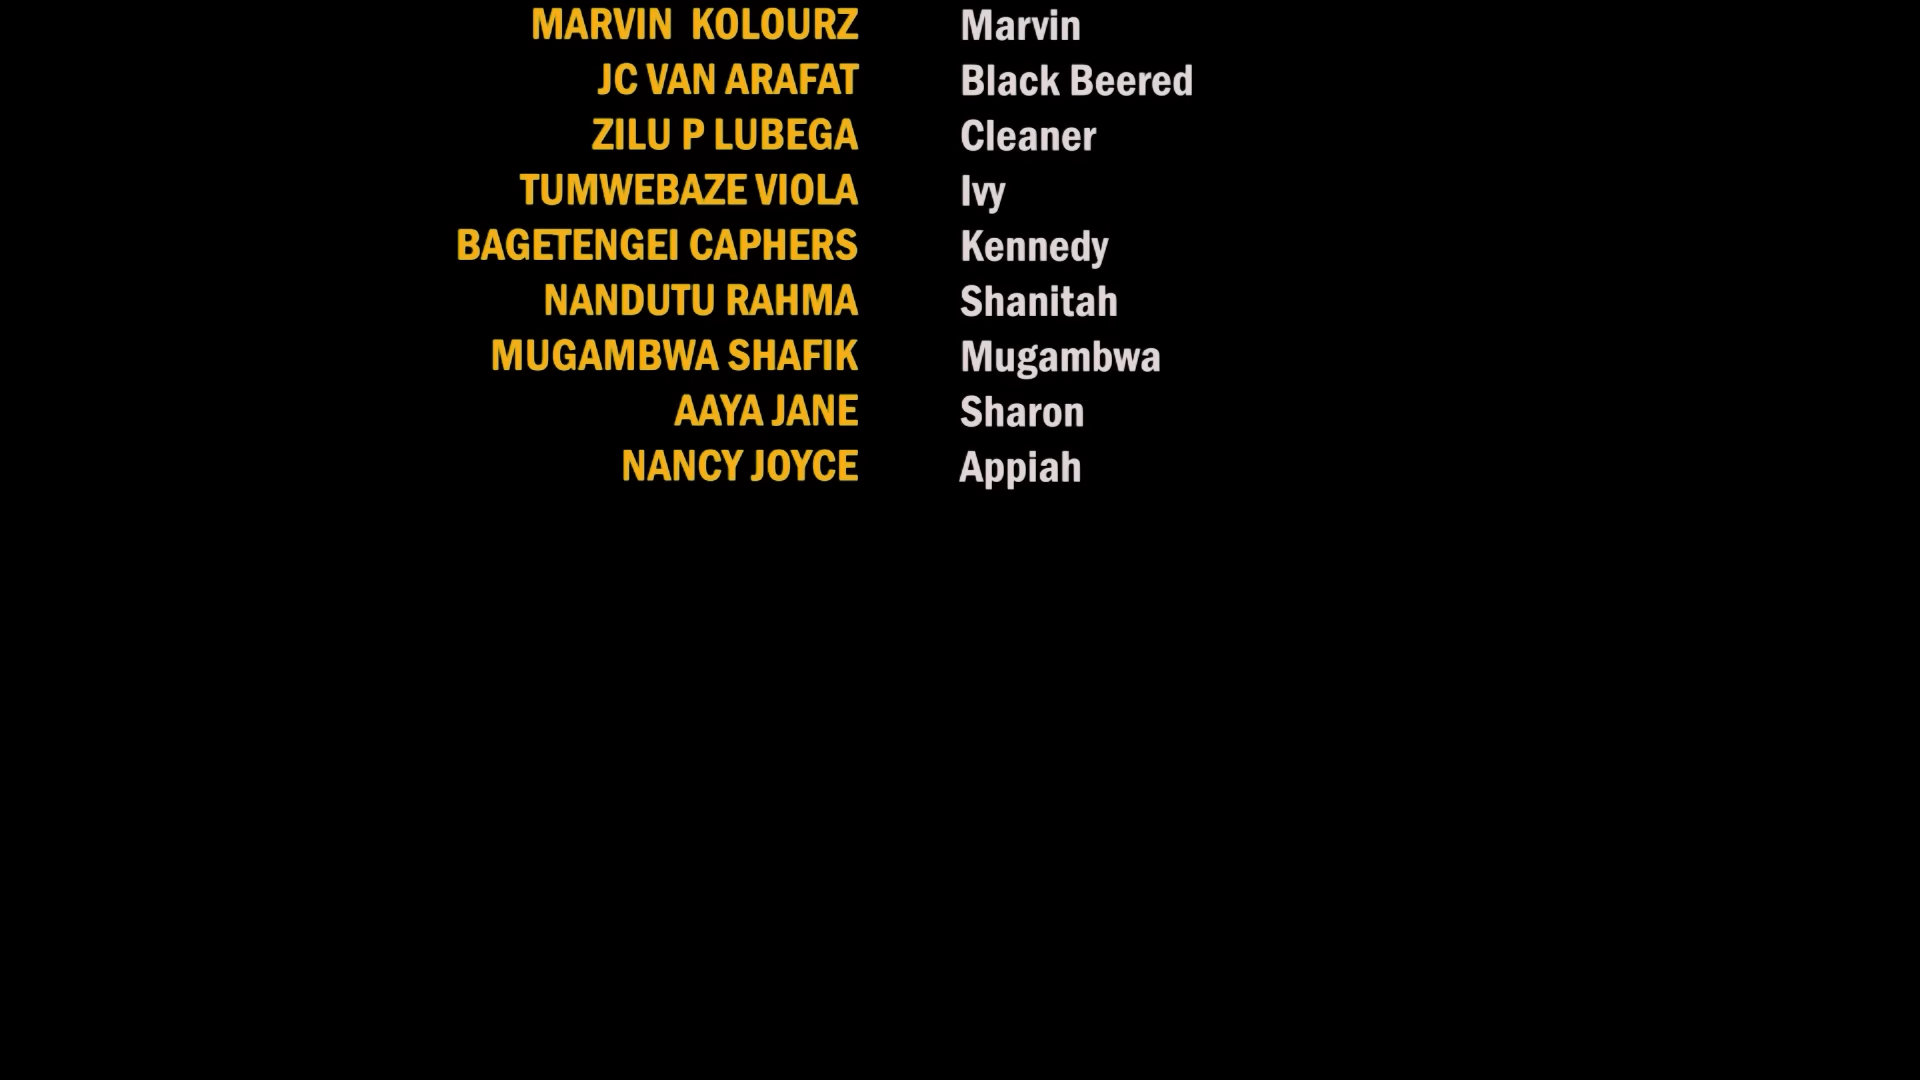 MARVIN  KOLOURZ Marvin
JC VAN ARAFAT Black Beered
ZILU P LUBEGA Cleaner
TUMWEBAZE VIOLA Ivy
BAGETENGEI CAPHERS Kennedy
NANDUTU RAHMA Shanitah
MUGAMBWA SHAFIK Mugambwa
AAYA JANE Sharon
NANCY JOYCE Appiah